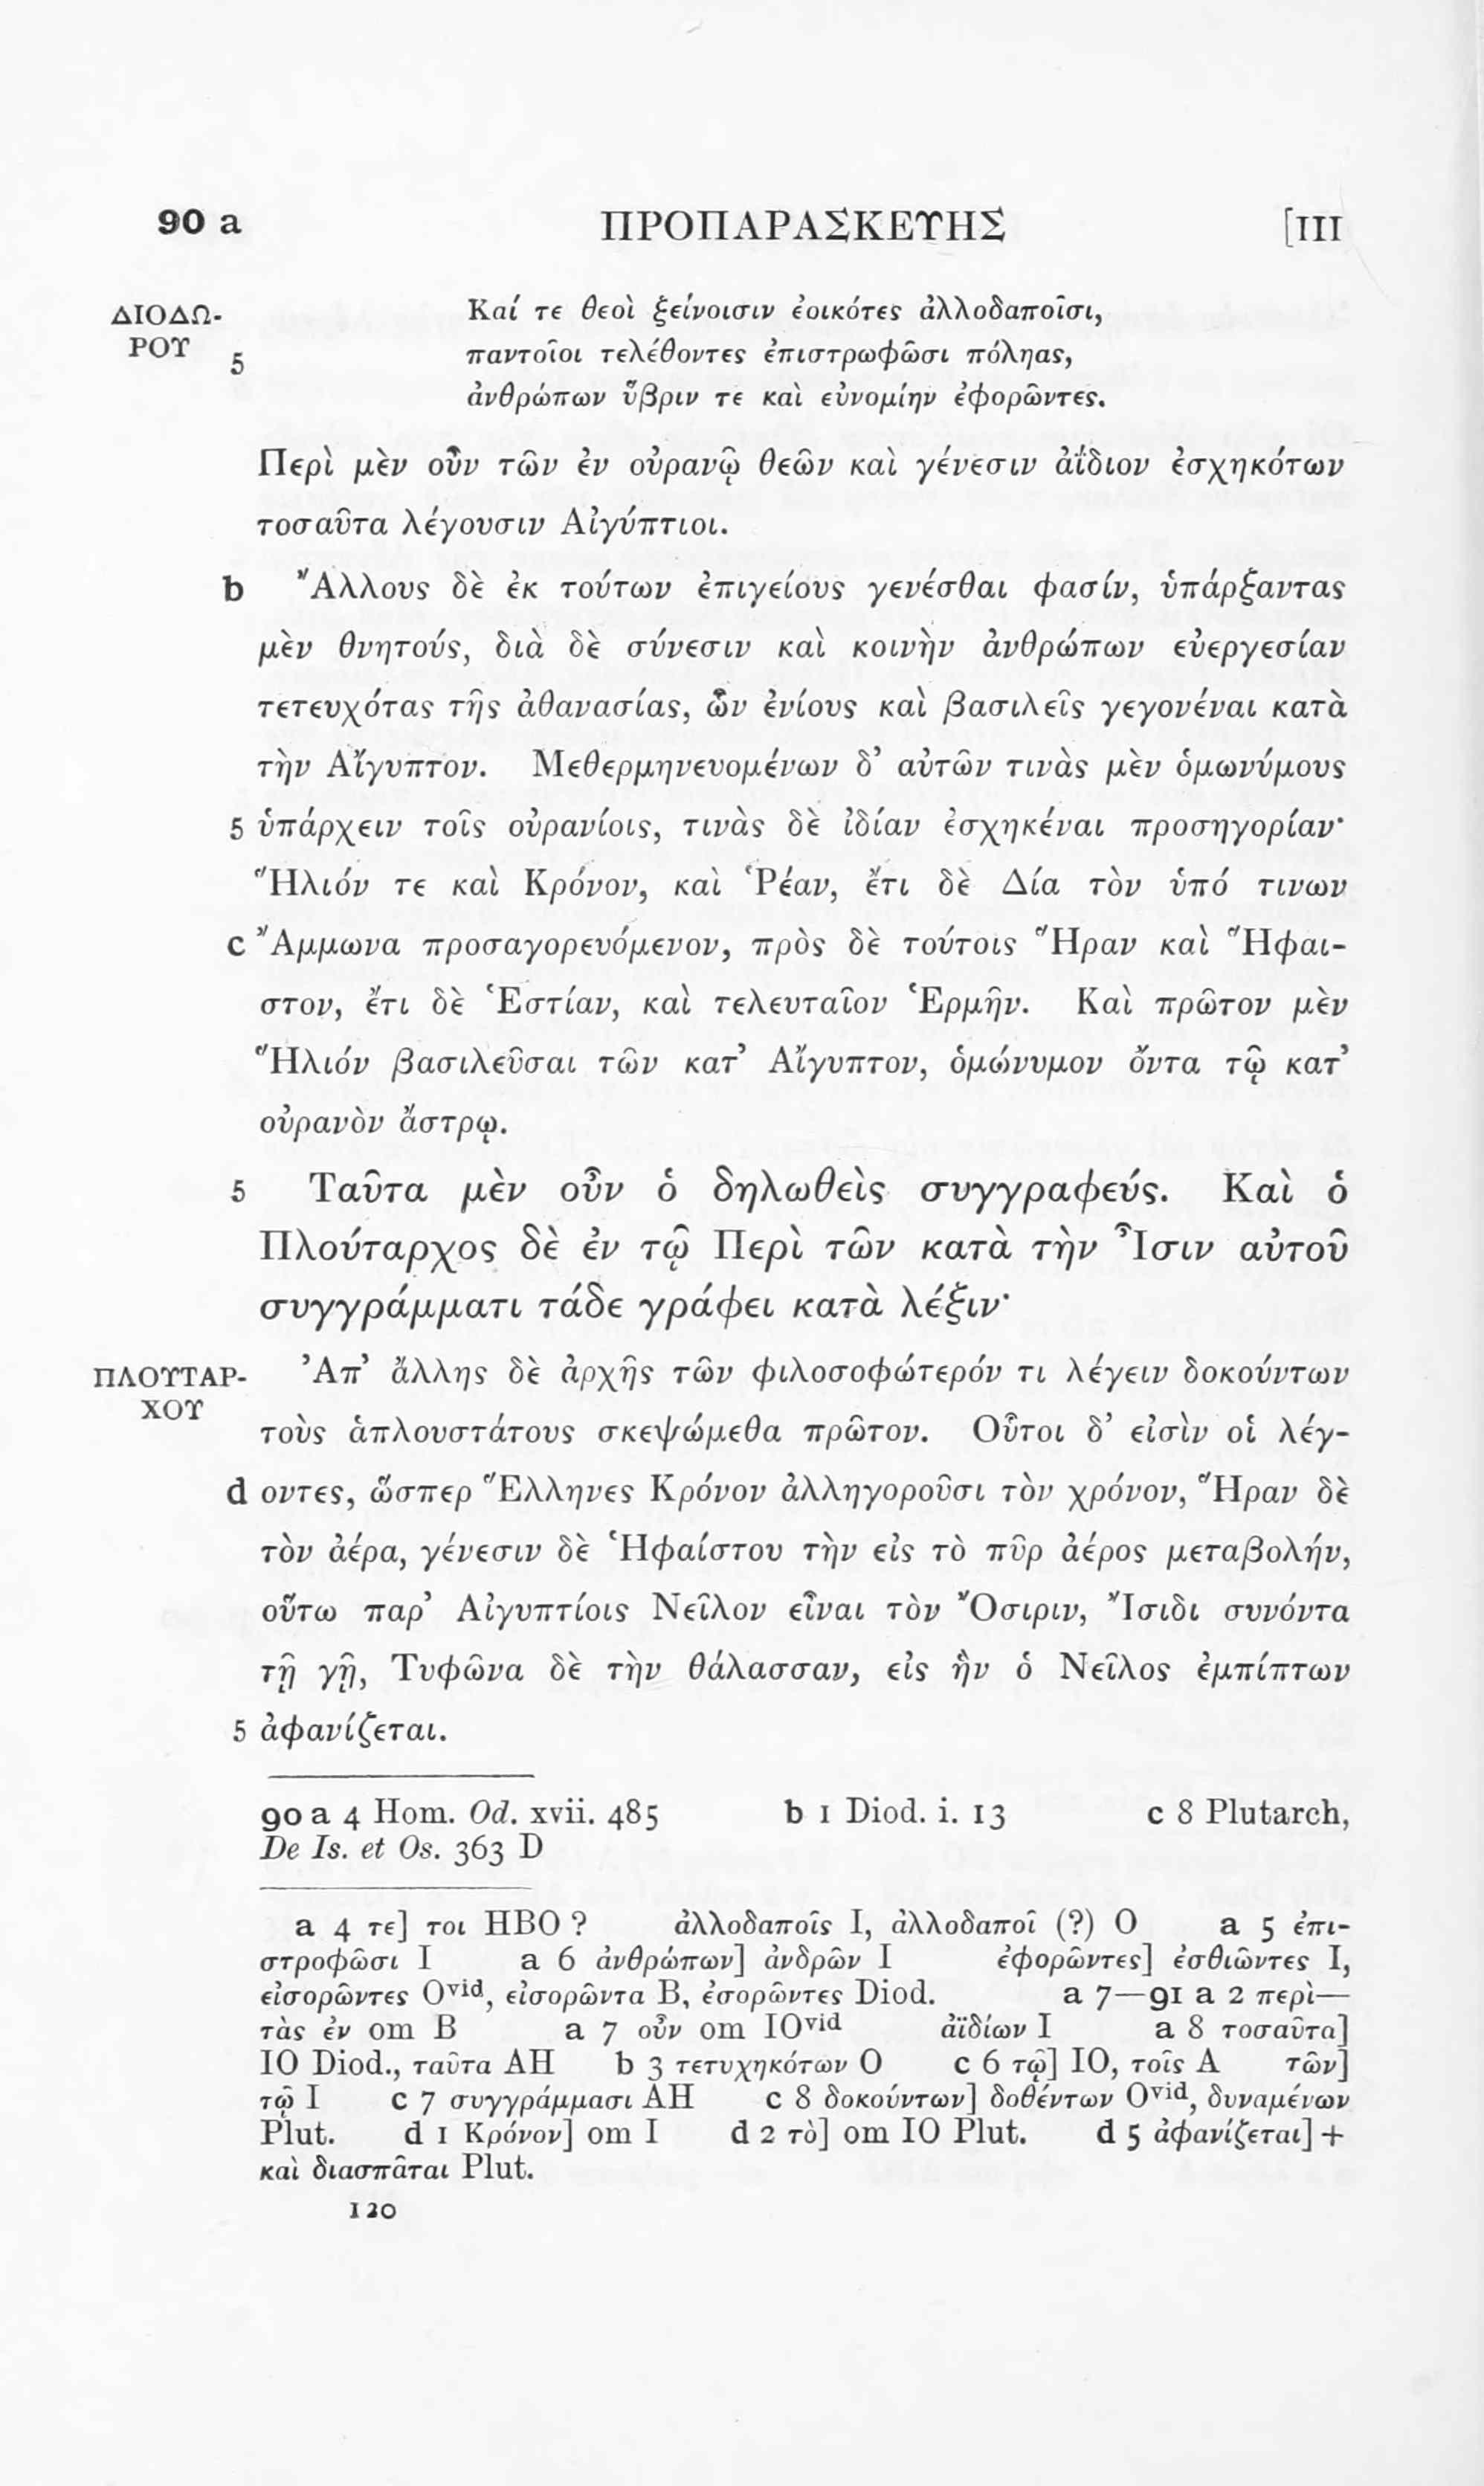 90 a ΠΡΟΠΑΡΑΣΚΕΥΗΣ [III
ΔΙΟΔΩ- Καί τε θεοὶ ξείνοισιν ἐοικότες ἀλλοδαποῖσι,
ΡΟΥ 5 παντοῖοι τελέθοντες ἐπιστρωφῶσι πόληας,
ἀνθρώπων ὕβριν τε καὶ εὐνομίην ἐφορῶντες.
Περὶ μὲν οὖν τῶν ἐν οὐρανῷ θεῶν καὶ γένεσιν ἀΐδιον ἐσχηκότων
τοσαῦτα λέγουσιν Αἰγύπτιοι.
b Ἄλλους δὲ ἐκ τούτων ἐπιγείους γενέσθαι φασίν, ὑπάρξαντας
μὲν θνητούς, διὰ δὲ σύνεσιν καὶ κοινὴν ἀνθρώπων εὐεργεσίαν
τετευχότας τῆς ἀθανασίας, ὧν ἐνίους καὶ βασιλεῖς γεγονέναι κατὰ
τὴν Αἴγυπτον. Μεθερμηνευομένων δ’ αὐτῶν τινὰς μὲν ὁμωνύμους
5 ὑπάρχειν τοῖς οὐρανίοις, τινὰς δὲ ἰδίαν ἐσχηκέναι προσηγορίαν·
Ἥλιόν τε καὶ Κρόνον, καὶ Ῥέαν, ἔτι δὲ Δία τὸν ὑπό τινων
c Ἄμμωνα προσαγορευόμενον, πρὸς δὲ τούτοις Ἥραν καὶ Ἥφαι-
στον, ἔτι δὲ Ἑστίαν, καὶ τελευταῖον Ἑρμῆν. Καὶ πρῶτον μὲν
Ἥλιόν βασιλεῦσαι τῶν κατ’ Αἴγυπτον, ὁμώνυμον ὄντα τῷ κατ’
οὐρανὸν ἄστρῳ.
5 Ταῦτα μὲν οὖν ὁ δηλωθεὶς συγγραφεύς. Καὶ ὁ
Πλούταρχος δὲ ἐν τῷ Περὶ τῶν κατὰ τὴν Ἶσιν αὐτοῦ
συγγράμματι τάδε γράφει κατὰ λέξιν·
ΠΛΟΥΤΑΡ- Ἀπ’ ἄλλης δὲ ἀρχῆς τῶν φιλοσοφώτερόν τι λέγειν δοκούντων
ΧΟΥ τοὺς ἁπλουστάτους σκεψώμεθα πρῶτον. Οὗτοι δ’ εἰσὶν οἱ λέγ-
d οντες, ὥσπερ Ἕλληνες Κρόνον ἀλληγοροῦσι τὸν χρόνον, Ἥραν δὲ
τὸν ἀέρα, γένεσιν δὲ Ἡφαίστου τὴν εἰς τὸ πῦρ ἀέρος μεταβολήν,
οὕτω παρ’ Αἰγυπτίοις Νεῖλον εἶναι τὸν Ὄσιριν, Ἴσιδι συνόντα
τῇ γῇ, Τυφῶνα δὲ τὴν θάλασσαν, εἰς ἣν ὁ Νεῖλος ἐμπίπτων
5 ἀφανίζεται.
90 a 4 Hom. Od. xvii. 485 b 1 Diod. i. 13 c 8 Plutarch,
De Is. et Os. 363 D
a 4 τε] τοι HBO ? ἀλλοδαποῖς I, ἀλλοδαποῖ (?) O a 5 ἐπι-
στροφῶσι I a 6 ἀνθρώπων] ἀνδρῶν I ἐφορῶντες] ἐσθιῶντες I,
εἰσορῶντες Oᵛⁱᵈ, εἰσορῶντα B, ἐσορῶντες Diod. a 7—91 a 2 περὶ—
τὰς ἐν om B a 7 οὖν om IOᵛⁱᵈ ἀϊδίων I a 8 τοσαῦτα]
IO Diod., ταῦτα AH b 3 τετυχηκότων O c 6 τῷ] IO, τοῖς A τῶν]
τῷ I c 7 συγγράμμασι AH c 8 δοκούντων] δοθέντων Oᵛⁱᵈ, δυναμένων
Plut. d 1 Κρόνον] om I d 2 τὸ] om IO Plut. d 5 ἀφανίζεται] +
καὶ διασπᾶται Plut.
120